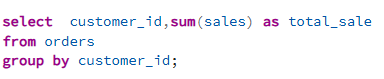 select  customer_id,sum(sales) as total_sale
from orders
group by customer_id;